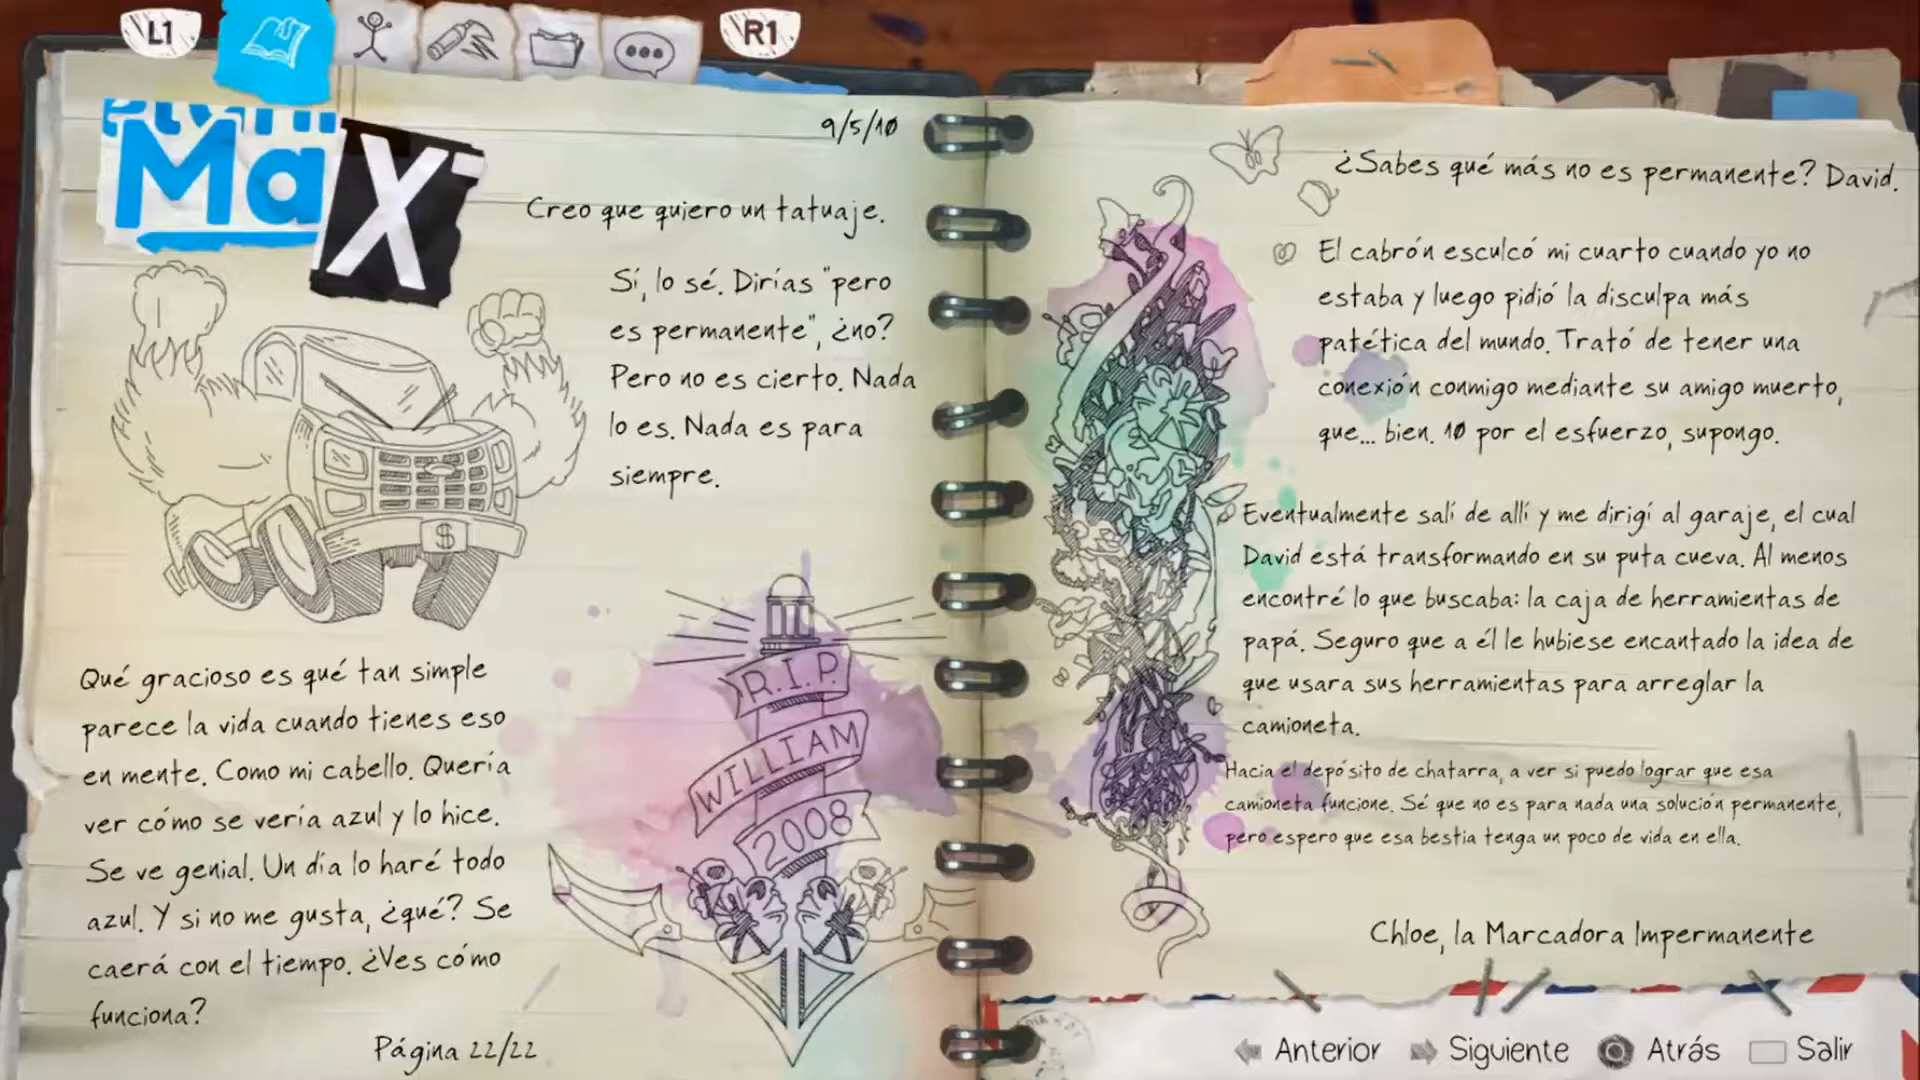 L1
R1
Max
9/5/10
Creo que quiero un tatuaje.
Sí, lo sé. Dirías "pero
es permanente", ¿no?
Pero no es cierto. Nada
lo es. Nada es para
siempre.
$
Qué gracioso es qué tan simple
parece la vida cuando tienes eso
en mente. Como mi cabello. Quería
ver cómo se vería azul y lo hice.
Se ve genial. Un día lo haré todo
azul. Y si no me gusta, ¿qué? Se
caerá con el tiempo. ¿Ves cómo
funciona?
R.I.P.
WILLIAM
2008
Página 22/22
¿Sabes qué más no es permanente? David.
El cabrón esculcó mi cuarto cuando yo no
estaba y luego pidió la disculpa más
patética del mundo. Trató de tener una
conexión conmigo mediante su amigo muerto,
que... bien. 10 por el esfuerzo, supongo.
Eventualmente salí de allí y me dirigí al garaje, el cual
David está transformando en su puta cueva. Al menos
encontré lo que buscaba: la caja de herramientas de
papá. Seguro que a él le hubiese encantado la idea de
que usara sus herramientas para arreglar la
camioneta.
Hacia el depósito de chatarra, a ver si puedo lograr que esa
camioneta funcione. Sé que no es para nada una solución permanente,
pero espero que esa bestia tenga un poco de vida en ella.
Chloe, la Marcadora Impermanente
Anterior
Siguiente
Atrás
Salir